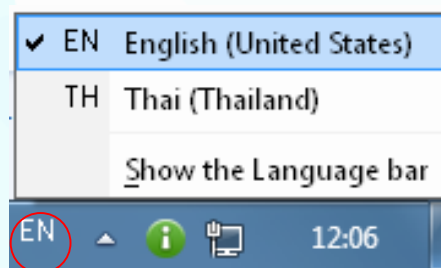 EN English (United States)
TH Thai (Thailand)
Show the Language bar
EN 12:06